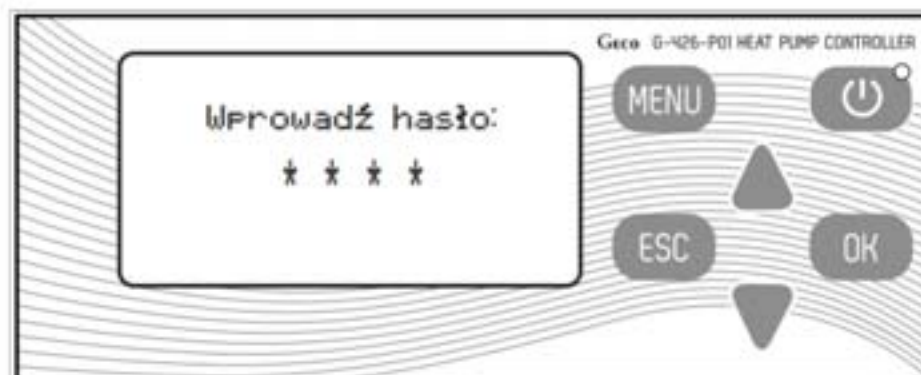 Geco G-426-P01 HEAT PUMP CONTROLLER
Wprowadź hasło:
* * * *
MENU
ESC
OK